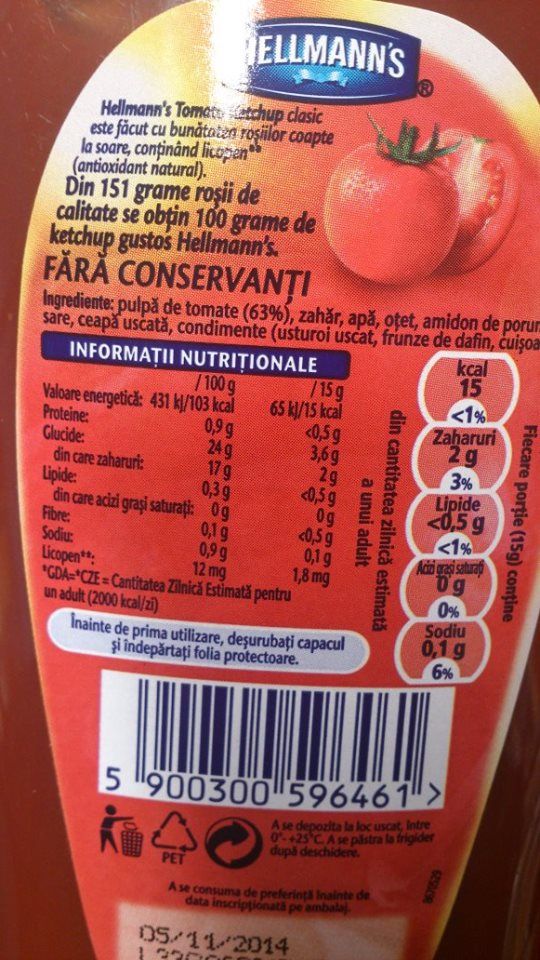 HELLMANN'S
®
Hellmann's Tomato Ketchup clasic
este făcut cu bunătatea roșiilor coapte
la soare, conținând licopen**
(antioxidant natural).
Din 151 grame roșii de
calitate se obțin 100 grame de
ketchup gustos Hellmann's.
FĂRĂ CONSERVANȚI
Ingrediente: pulpă de tomate (63%), zahăr, apă, oțet, amidon de porum
sare, ceapă uscată, condimente (usturoi uscat, frunze de dafin, cuișoa
INFORMAȚII NUTRIȚIONALE
/ 100 g / 15 g
Valoare energetică: 431 kJ/103 kcal 65 kJ/15 kcal
Proteine: 0,9 g <0,5 g
Glucide: 24 g 3,6 g
din care zaharuri: 17 g 2 g
Lipide: 0,3 g <0,5 g
din care acizi grași saturați: 0 g 0 g
Fibre: 0,1 g <0,5 g
Sodiu: 0,9 g 0,1 g
Licopen**: 12 mg 1,8 mg
*GDA=*CZE = Cantitatea Zilnică Estimată pentru
un adult (2000 kcal/zi)
Înainte de prima utilizare, deșurubați capacul
și îndepărtați folia protectoare.
kcal
15
<1%
Zaharuri
2 g
3%
Lipide
<0,5 g
<1%
Acizi grași saturați
0 g
0%
Sodiu
0,1 g
6%
din cantitatea zilnică estimată
a unui adult
Fiecare porție (15g) conține
5 900300 596461 >
PET
A se depozita la loc uscat, între
0°-+25°C. A se păstra la frigider
după deschidere.
A se consuma de preferință înainte de
data inscripționată pe ambalaj.
05/11/2014